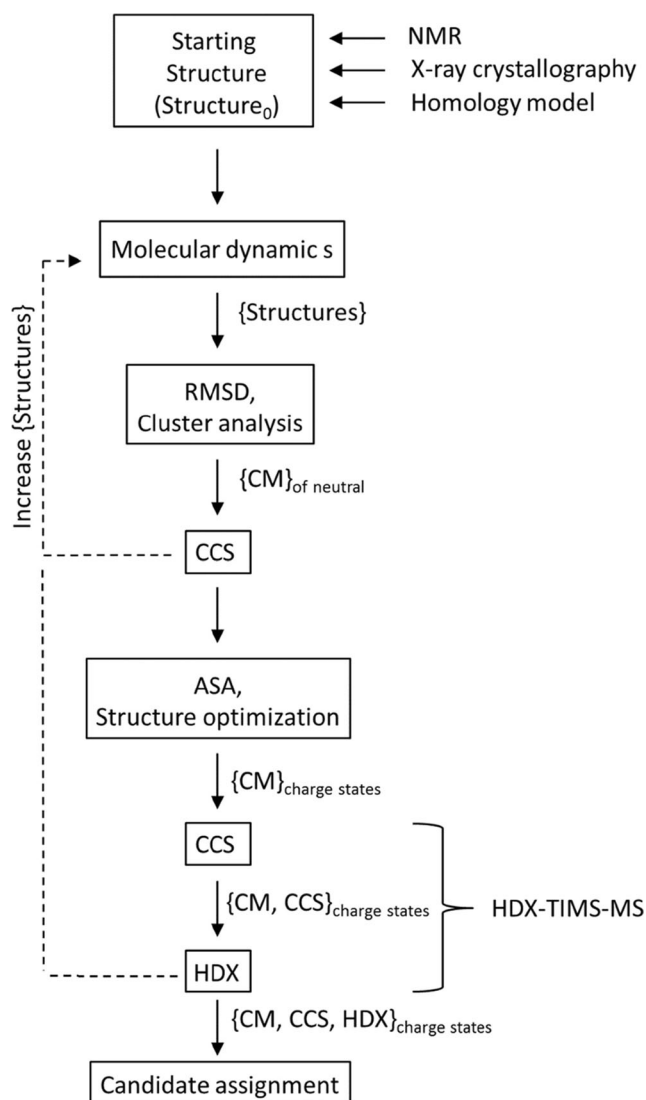 Starting
Structure
(Structure₀)
NMR
X-ray crystallography
Homology model
Molecular dynamic s
{Structures}
Increase {Structures}
RMSD,
Cluster analysis
{CM}of neutral
CCS
ASA,
Structure optimization
{CM}charge states
CCS
{CM, CCS}charge states
HDX-TIMS-MS
HDX
{CM, CCS, HDX}charge states
Candidate assignment